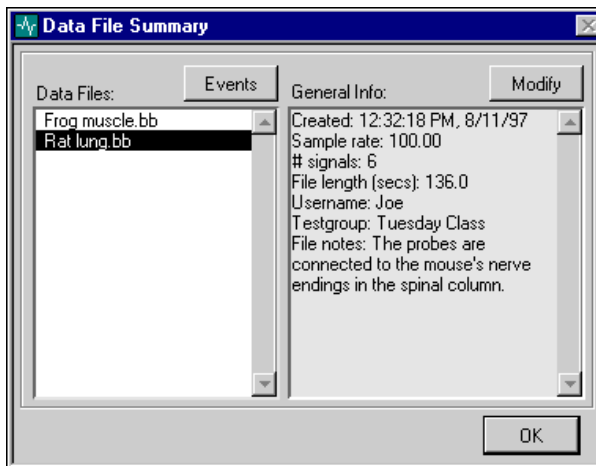 Data File Summary
Data Files:
Events
Frog muscle.bb
Rat lung.bb
General Info:
Modify
Created: 12:32:18 PM, 8/11/97
Sample rate: 100.00
# signals: 6
File length (secs): 136.0
Username: Joe
Testgroup: Tuesday Class
File notes: The probes are
connected to the mouse's nerve
endings in the spinal column.
OK